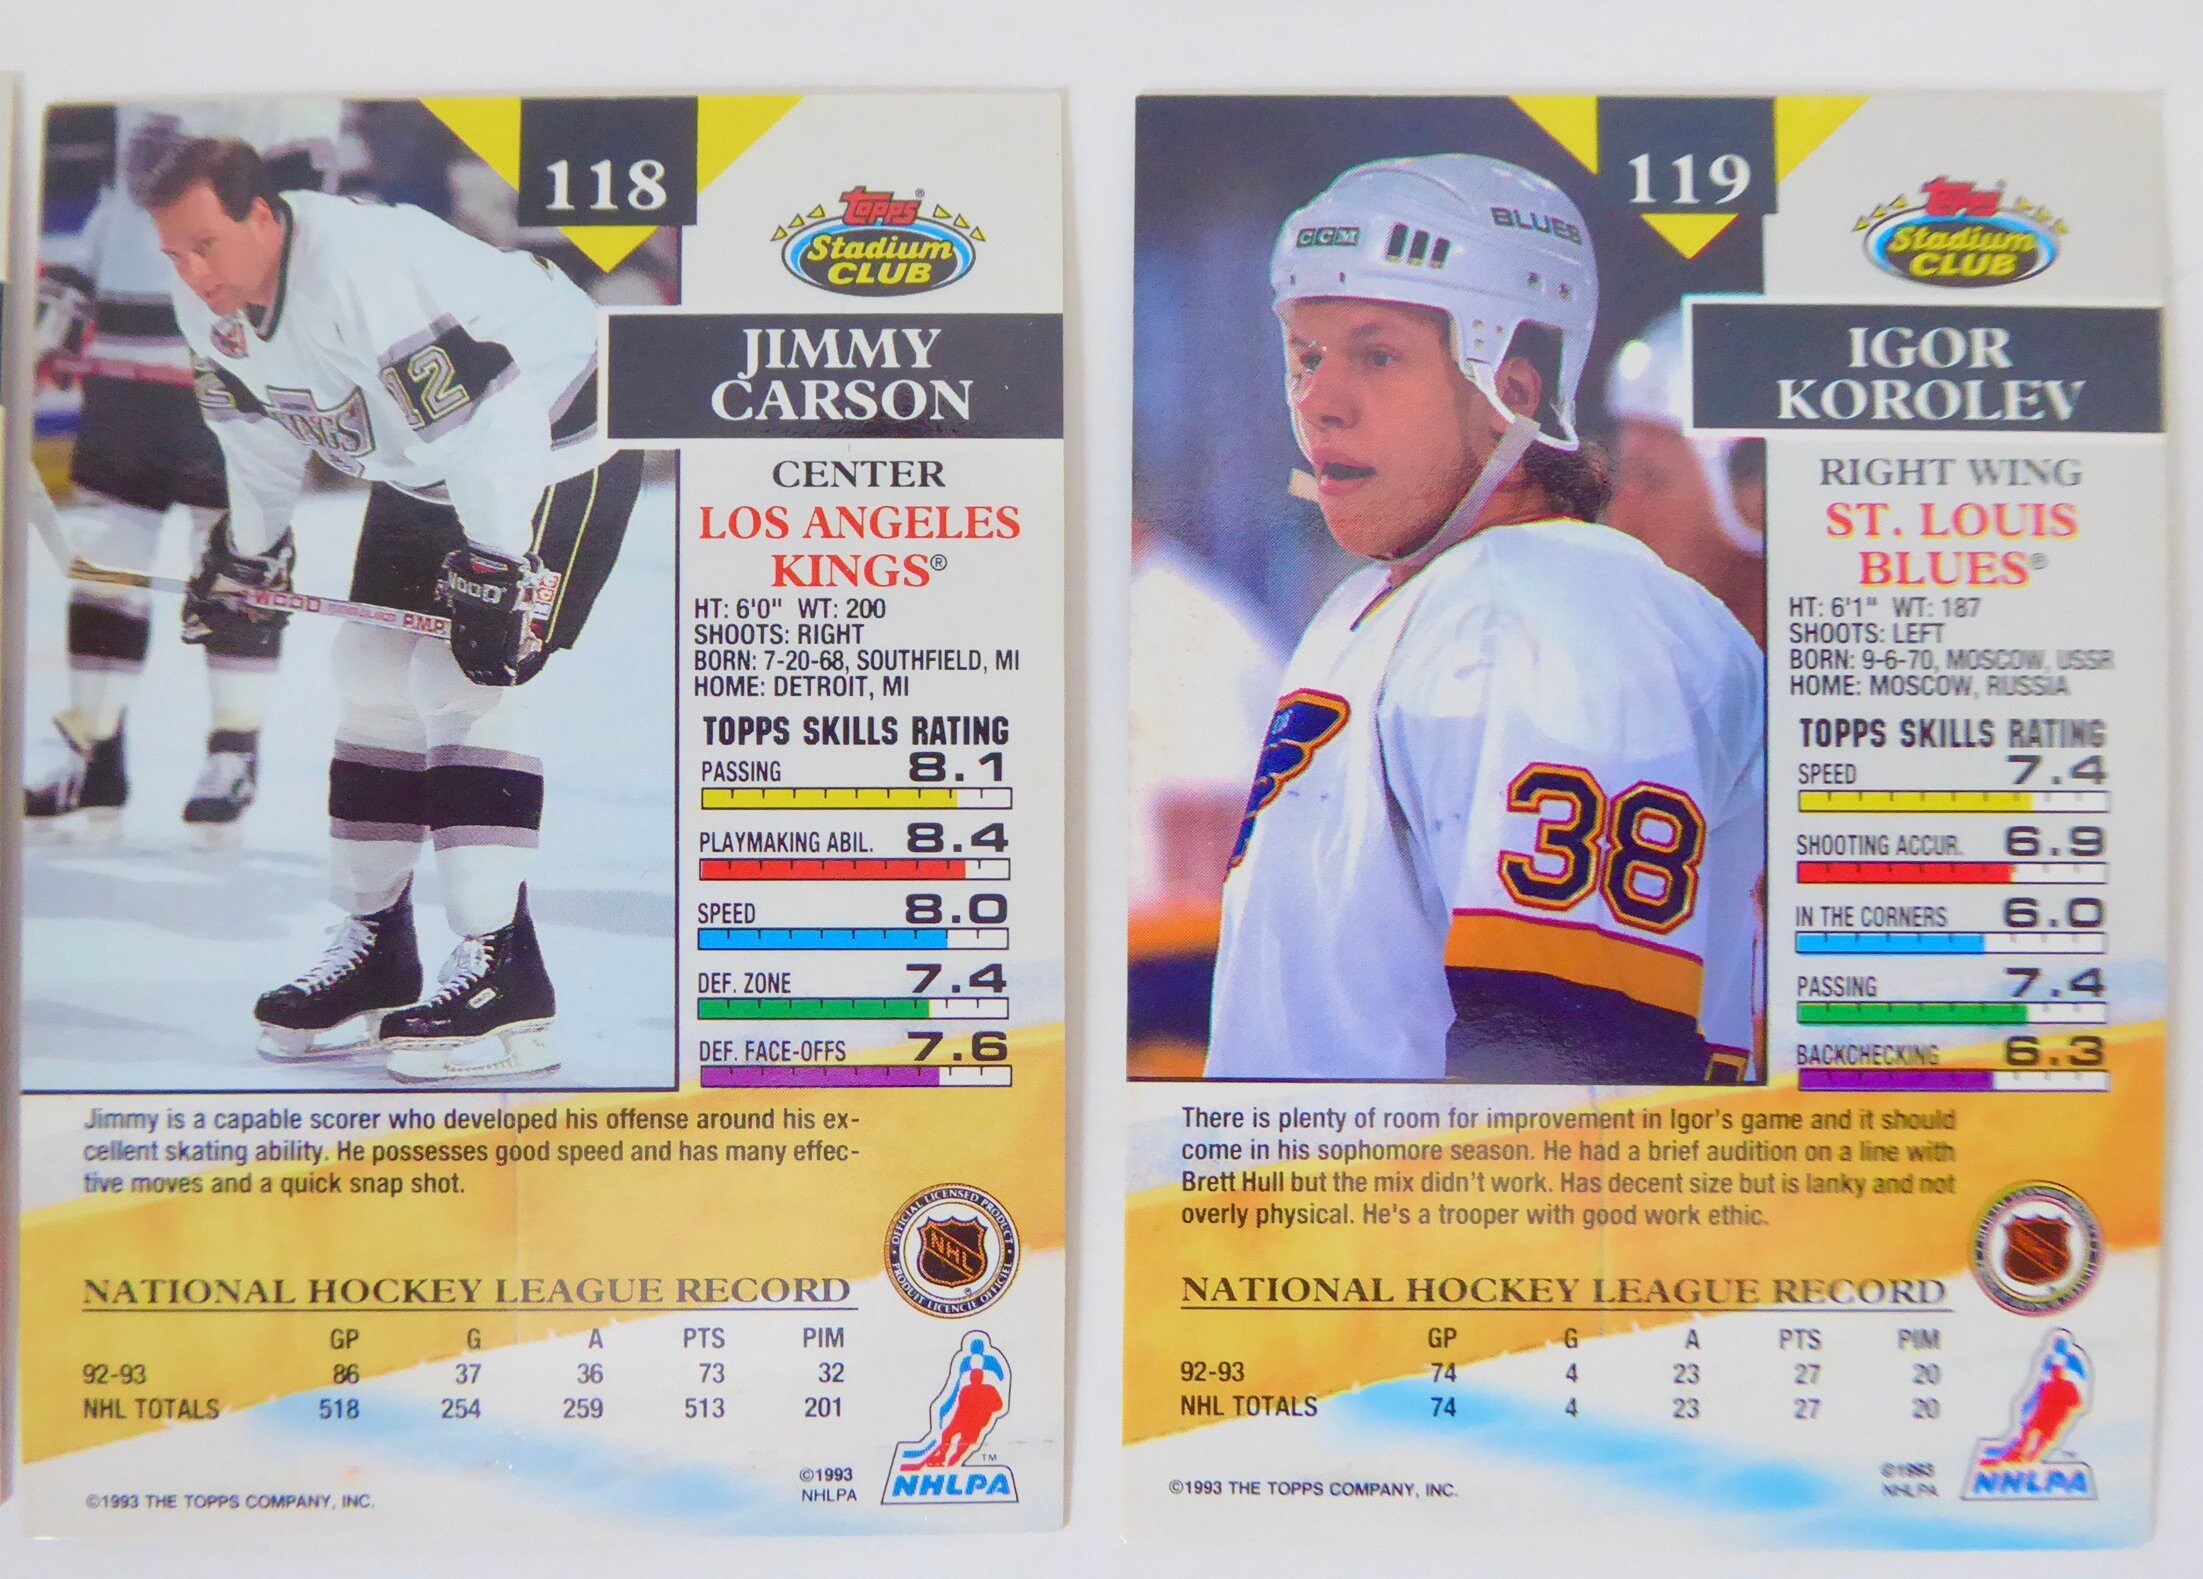 118
Topps®
Stadium
CLUB
JIMMY
CARSON
CENTER
LOS ANGELES
KINGS®
HT: 6'0" WT: 200
SHOOTS: RIGHT
BORN: 7-20-68, SOUTHFIELD, MI
HOME: DETROIT, MI
TOPPS SKILLS RATING
PASSING 8.1
PLAYMAKING ABIL. 8.4
SPEED 8.0
DEF. ZONE 7.4
DEF. FACE-OFFS 7.6
12
KINGS
WOOD
P.M.P.
Jimmy is a capable scorer who developed his offense around his ex-
cellent skating ability. He possesses good speed and has many effec-
tive moves and a quick snap shot.
OFFICIAL LICENSED PRODUCT
NHL
PRODUIT LICENCIÉ OFFICIEL
NATIONAL HOCKEY LEAGUE RECORD
GP G A PTS PIM
92-93 86 37 36 73 32
NHL TOTALS 518 254 259 513 201
©1993 THE TOPPS COMPANY, INC.
©1993
NHLPA
NHLPA™
119
Topps
Stadium
CLUB
IGOR
KOROLEV
RIGHT WING
ST. LOUIS
BLUES®
HT: 6'1" WT: 187
SHOOTS: LEFT
BORN: 9-6-70, MOSCOW, USSR
HOME: MOSCOW, RUSSIA
TOPPS SKILLS RATING
SPEED 7.4
SHOOTING ACCUR. 6.9
IN THE CORNERS 6.0
PASSING 7.4
BACKCHECKING 6.3
CCM
BLUES
38
There is plenty of room for improvement in Igor's game and it should
come in his sophomore season. He had a brief audition on a line with
Brett Hull but the mix didn't work. Has decent size but is lanky and not
overly physical. He's a trooper with good work ethic.
NATIONAL HOCKEY LEAGUE RECORD
GP G A PTS PIM
92-93 74 4 23 27 20
NHL TOTALS 74 4 23 27 20
©1993 THE TOPPS COMPANY, INC.
©1993
NHLPA
NHLPA